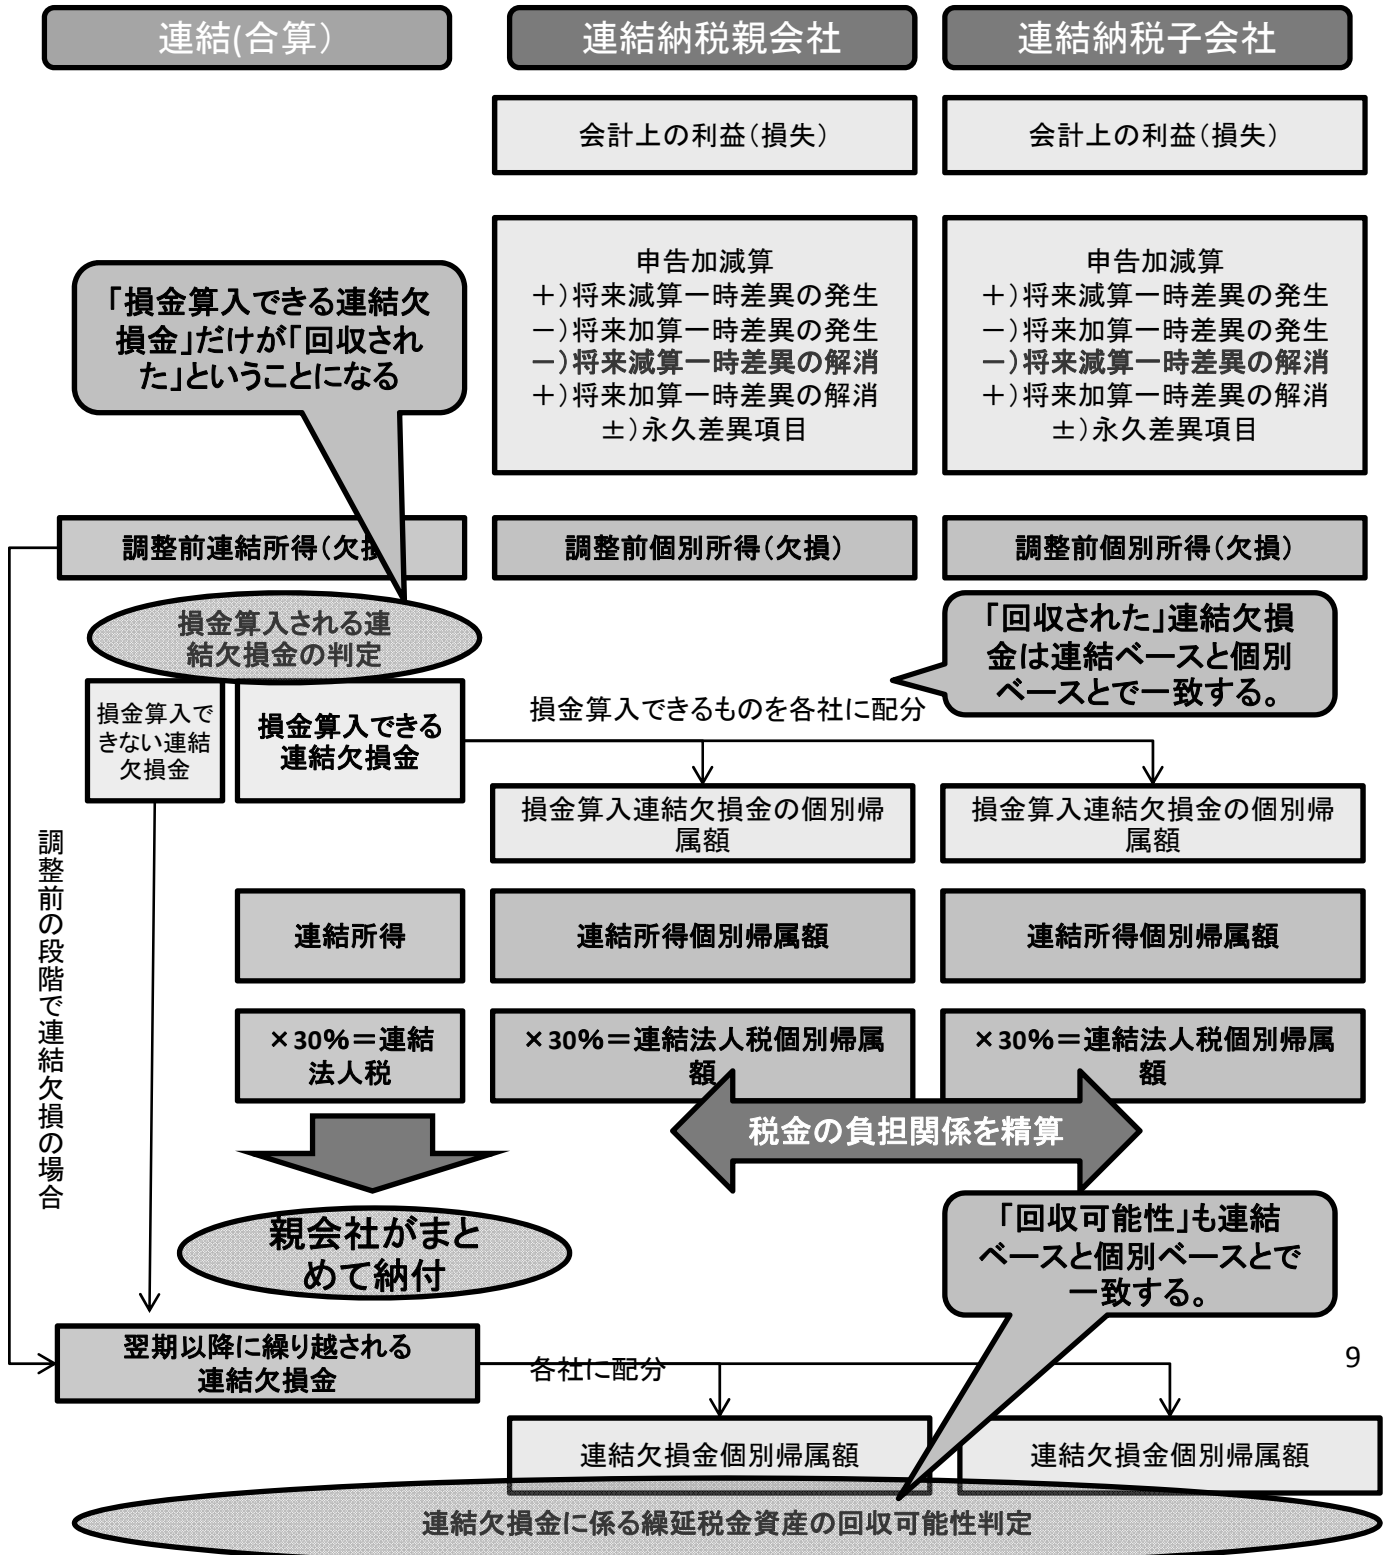 連結(合算)
連結納税親会社
連結納税子会社
会計上の利益(損失)
会計上の利益(損失)
「損金算入できる連結欠
損金」だけが「回収され
た」ということになる
申告加減算
＋)将来減算一時差異の発生
－)将来加算一時差異の発生
－)将来減算一時差異の解消
＋)将来加算一時差異の解消
±)永久差異項目
申告加減算
＋)将来減算一時差異の発生
－)将来加算一時差異の発生
－)将来減算一時差異の解消
＋)将来加算一時差異の解消
±)永久差異項目
調整前連結所得(欠損
調整前個別所得(欠損)
調整前個別所得(欠損)
損金算入される連
結欠損金の判定
「回収された」連結欠損
金は連結ベースと個別
ベースとで一致する。
損金算入で
きない連結
欠損金
損金算入できる
連結欠損金
損金算入できるものを各社に配分
損金算入連結欠損金の個別帰
属額
損金算入連結欠損金の個別帰
属額
調整前の段階で連結欠損の場合
連結所得
連結所得個別帰属額
連結所得個別帰属額
×30%＝連結
法人税
×30%＝連結法人税個別帰属
額
×30%＝連結法人税個別帰属
額
税金の負担関係を精算
親会社がまと
めて納付
「回収可能性」も連結
ベースと個別ベースとで
一致する。
翌期以降に繰り越される
連結欠損金
各社に配分
9
連結欠損金個別帰属額
連結欠損金個別帰属額
連結欠損金に係る繰延税金資産の回収可能性判定